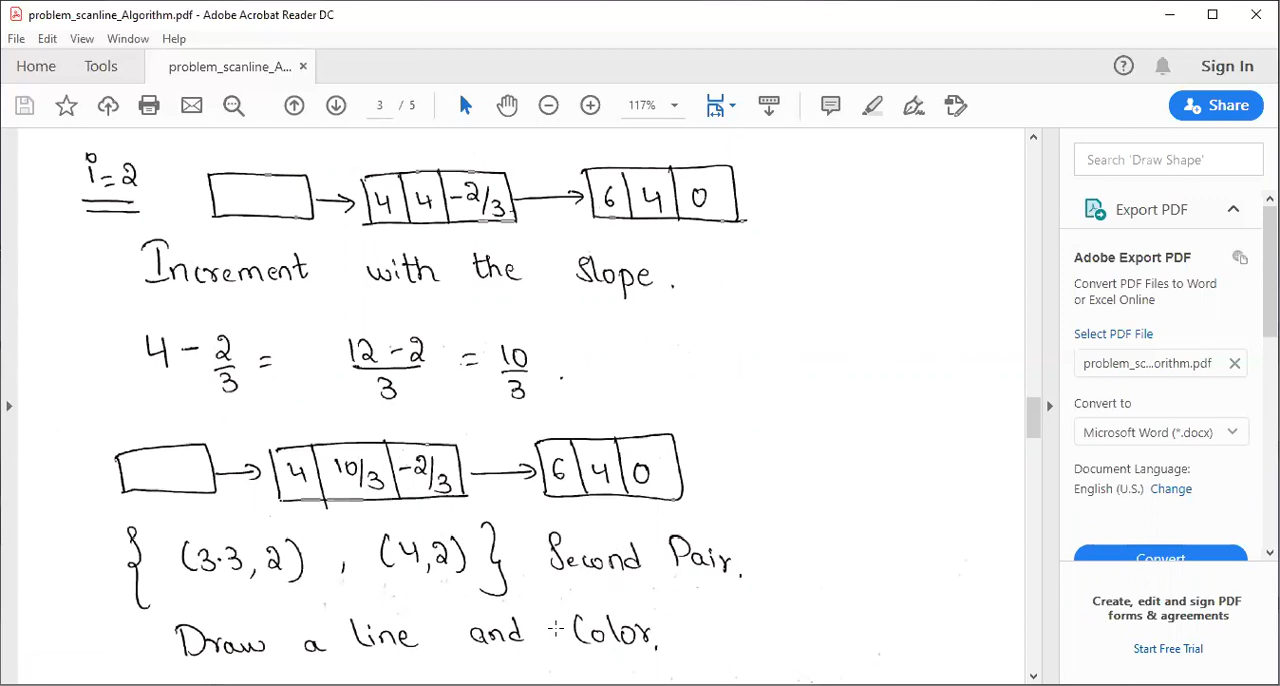 problem_scanline_Algorithm.pdf - Adobe Acrobat Reader DC
File Edit View Window Help
Home Tools problem_scanline_A... × Sign In
3 / 5 117% Share
i=2
4 4 -2/3 → 6 4 0
Increment with the Slope.
4 - 2/3 = 12-2/3 = 10/3 .
4 10/3 -2/3 → 6 4 0
{ (3.3, 2) , (4,2) } Second Pair.
Draw a line and Color.
Search 'Draw Shape'
Export PDF
Adobe Export PDF
Convert PDF Files to Word
or Excel Online
Select PDF File
problem_sc...orithm.pdf
Convert to
Microsoft Word (*.docx)
Document Language:
English (U.S.) Change
Convert
Create, edit and sign PDF
forms & agreements
Start Free Trial